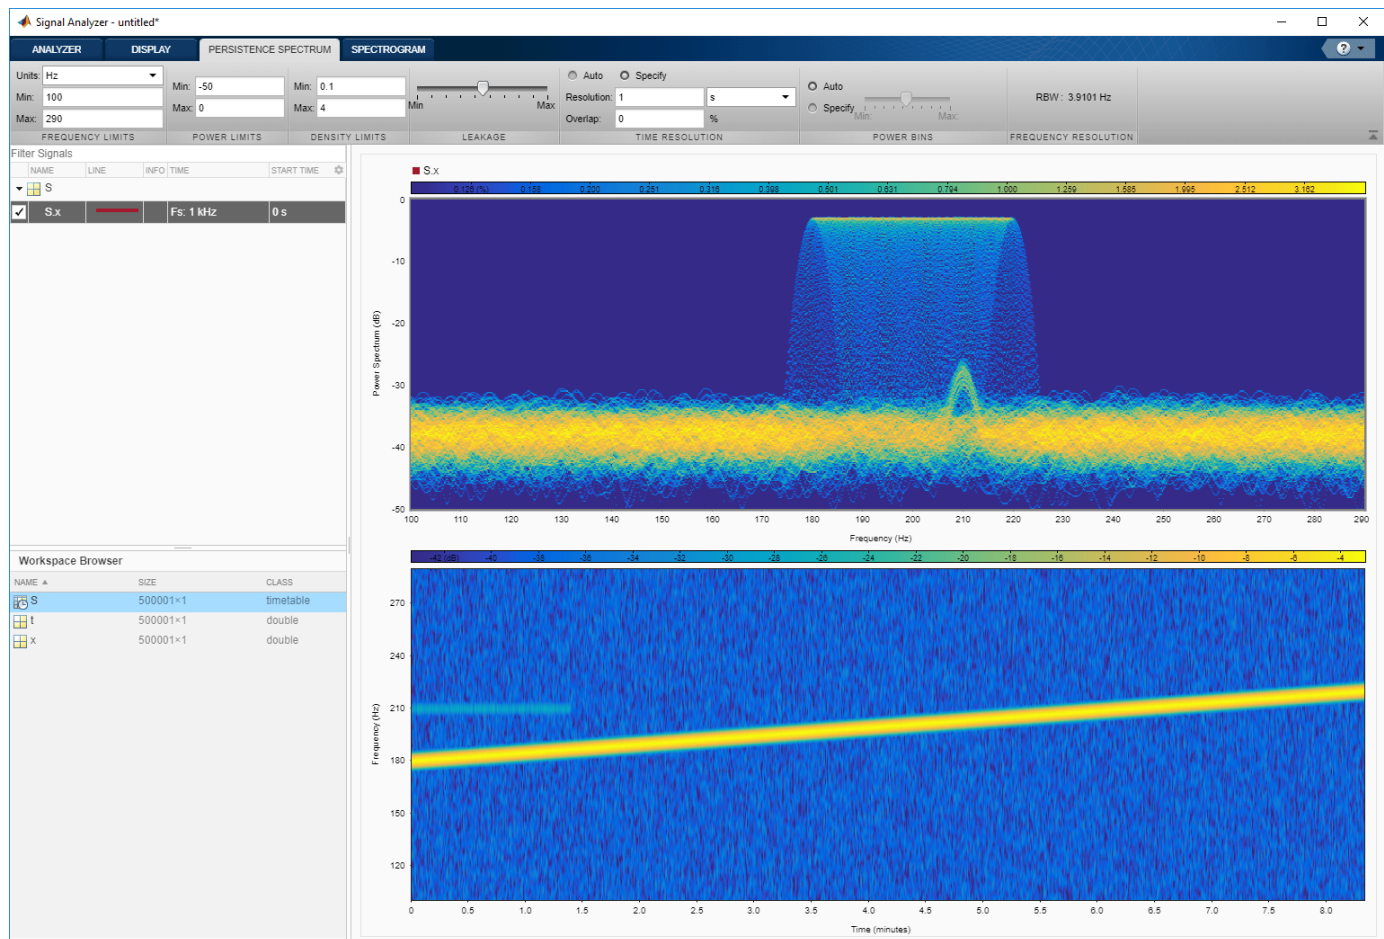 Signal Analyzer - untitled*
ANALYZER DISPLAY PERSISTENCE SPECTRUM SPECTROGRAM ?
Units: Hz
Min: 100
Max: 290
FREQUENCY LIMITS
Min: -50
Max: 0
POWER LIMITS
Min: 0.1
Max: 4
DENSITY LIMITS
Min Max
LEAKAGE
Auto Specify
Resolution: 1 s
Overlap: 0 %
TIME RESOLUTION
Auto
Specify
Min: Max:
POWER BINS
RBW : 3.9101 Hz
FREQUENCY RESOLUTION
Filter Signals
NAME LINE INFO TIME START TIME
S
S.x Fs: 1 kHz 0 s
Workspace Browser
NAME SIZE CLASS
S 500001×1 timetable
t 500001×1 double
x 500001×1 double
S.x
0.126 (%) 0.158 0.200 0.251 0.316 0.398 0.501 0.631 0.794 1.000 1.259 1.585 1.995 2.512 3.162
0
-10
-20
-30
-40
-50
Power Spectrum (dB)
100 110 120 130 140 150 160 170 180 190 200 210 220 230 240 250 260 270 280 290
Frequency (Hz)
-42 (dB) -40 -38 -36 -34 -32 -30 -28 -26 -24 -22 -20 -18 -16 -14 -12 -10 -8 -6 -4
270
240
210
180
150
120
Frequency (Hz)
0 0.5 1.0 1.5 2.0 2.5 3.0 3.5 4.0 4.5 5.0 5.5 6.0 6.5 7.0 7.5 8.0
Time (minutes)